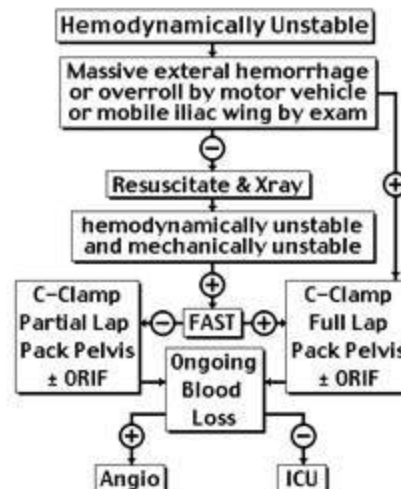 Hemodynamically Unstable
Massive exteral hemorrhage
or overroll by motor vehicle
or mobile iliac wing by exam
−
+
Resuscitate & Xray
hemodynamically unstable
and mechanically unstable
+
C-Clamp
Partial Lap
Pack Pelvis
± ORIF
−
FAST
+
C-Clamp
Full Lap
Pack Pelvis
± ORIF
Ongoing
Blood
Loss
+
−
Angio
ICU